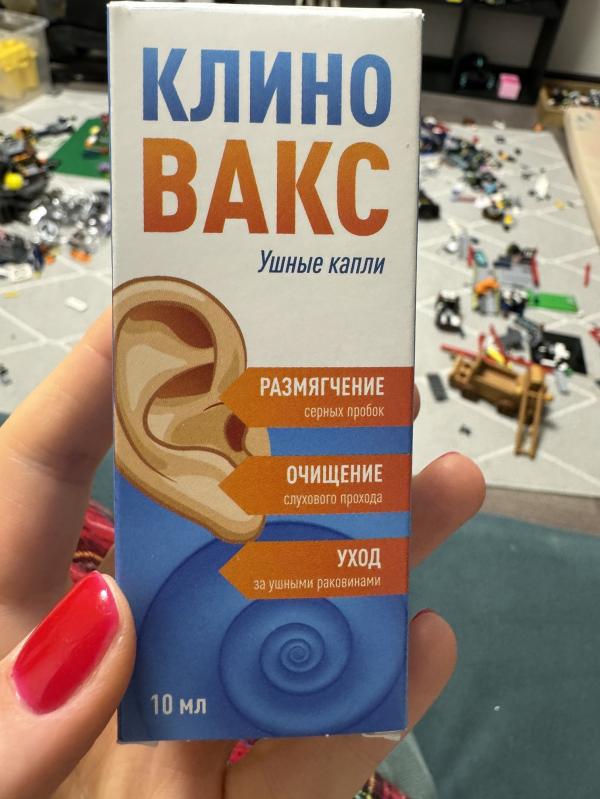 КЛИНО
ВАКС
Ушные капли
РАЗМЯГЧЕНИЕ
серных пробок
ОЧИЩЕНИЕ
слухового прохода
УХОД
за ушными раковинами
10 мл